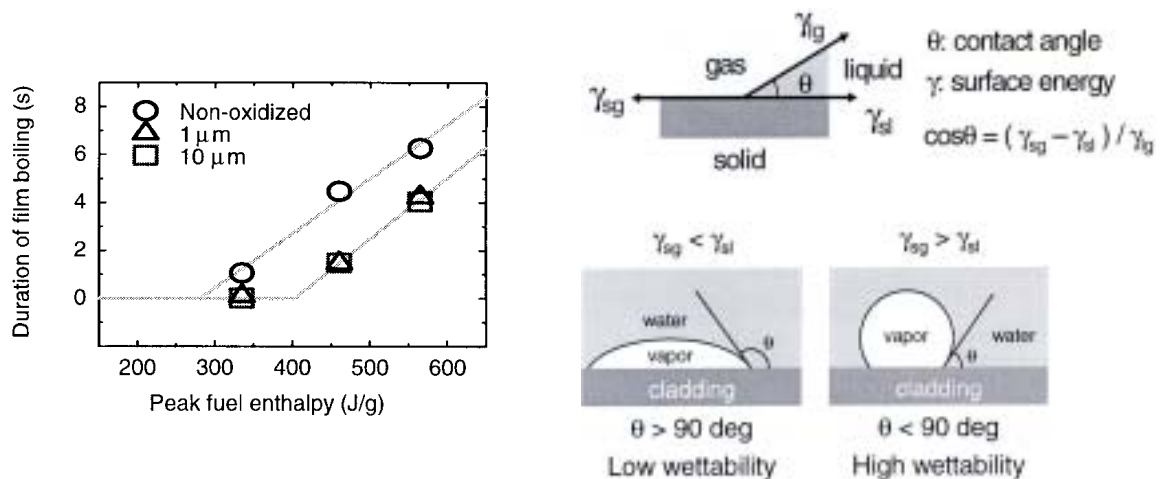 Duration of film boiling (s)
8
6
4
2
0
Non-oxidized
1 μm
10 μm
200 300 400 500 600
Peak fuel enthalpy (J/g)
γlg
gas
liquid
θ
γsg
γsl
solid
θ: contact angle
γ: surface energy
cosθ = ( γsg − γsl ) / γlg
γsg < γsl
water
vapor
θ
cladding
θ > 90 deg
Low wettability
γsg > γsl
vapor
water
θ
cladding
θ < 90 deg
High wettability